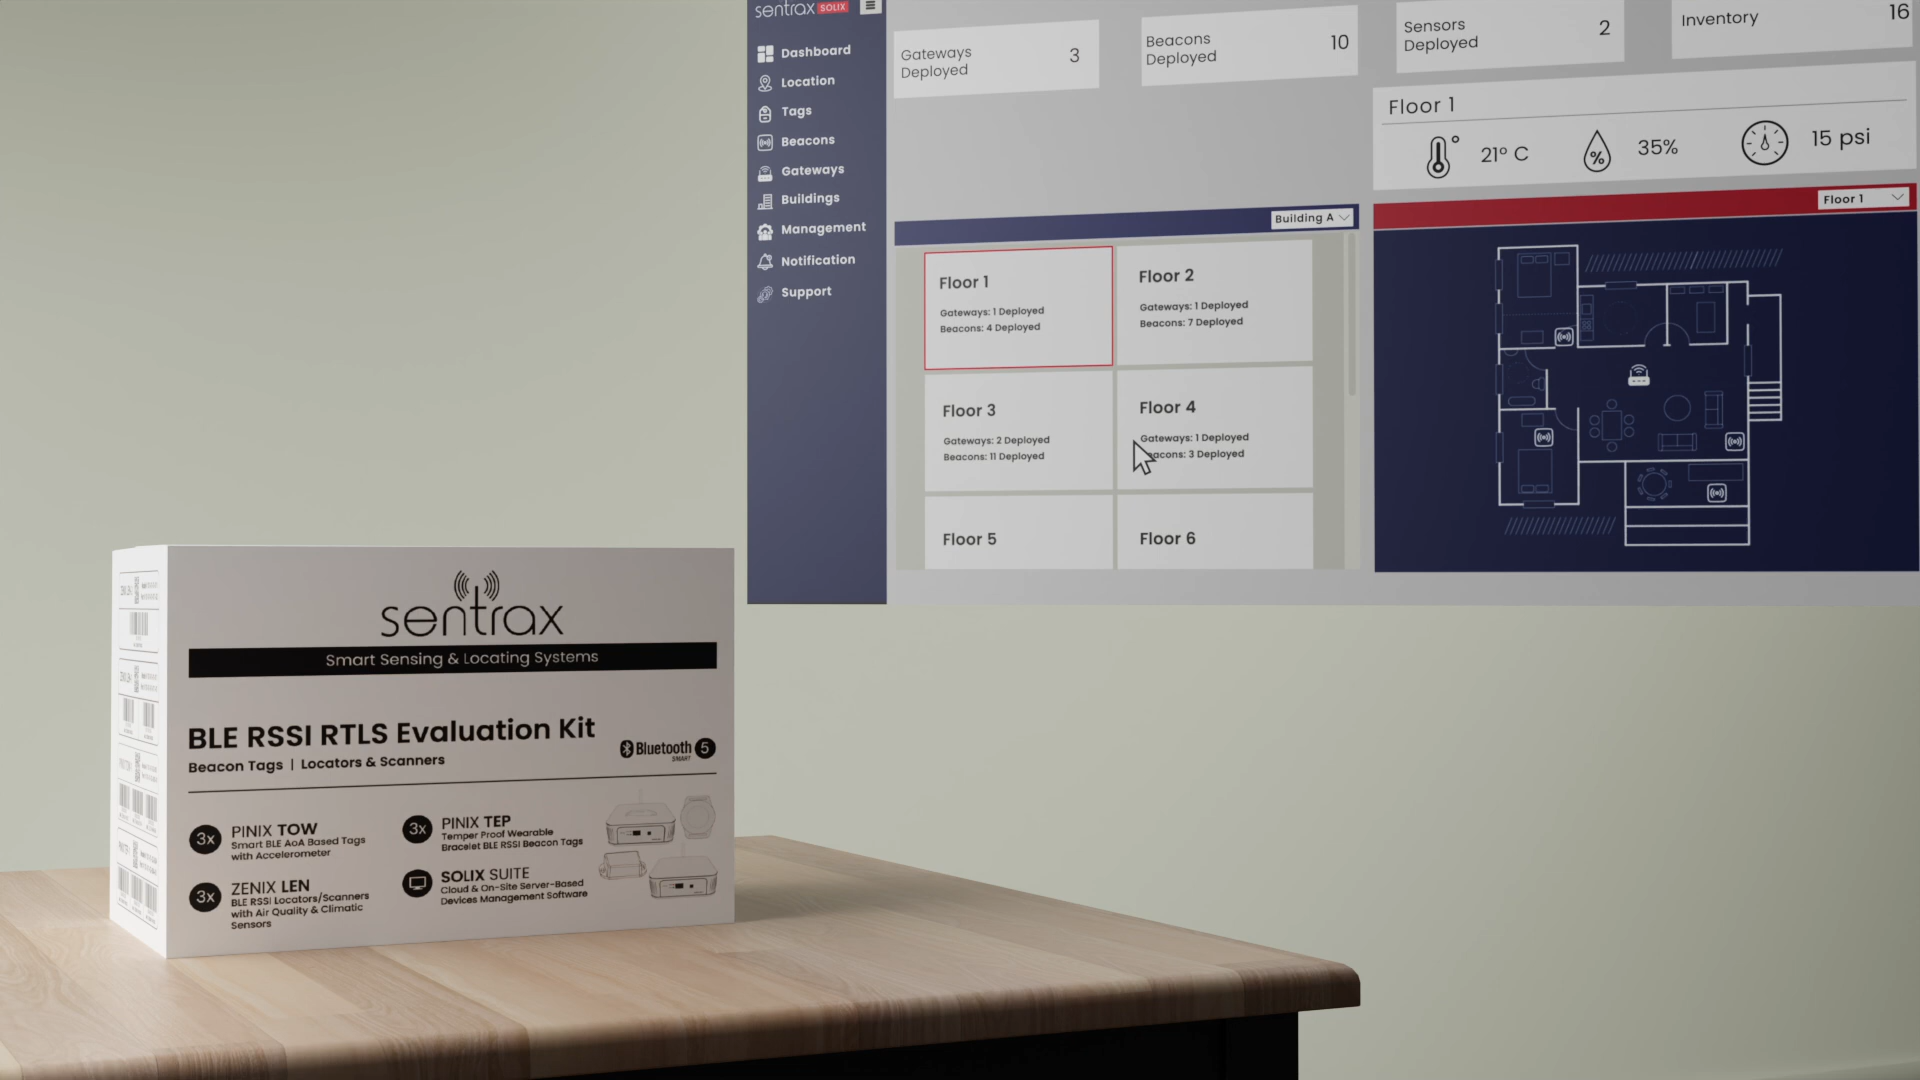 sentrax SOLIX
Dashboard
Location
Tags
Beacons
Gateways
Buildings
Management
Notification
Support
Gateways
Deployed
3
Beacons
Deployed
10
Sensors
Deployed
2
Inventory
16
Floor 1
21° C
35%
15 psi
Building A
Floor 1
Gateways: 1 Deployed
Beacons: 4 Deployed
Floor 2
Gateways: 1 Deployed
Beacons: 7 Deployed
Floor 3
Gateways: 2 Deployed
Beacons: 11 Deployed
Floor 4
Gateways: 1 Deployed
Beacons: 3 Deployed
Floor 5
Floor 6
Floor 1
sentrax
Smart Sensing & Locating Systems
BLE RSSI RTLS Evaluation Kit
Beacon Tags | Locators & Scanners
Bluetooth 5
SMART
3x PINIX TOW
Smart BLE AoA Based Tags
with Accelerometer
3x PINIX TEP
Temper Proof Wearable
Bracelet BLE RSSI Beacon Tags
3x ZENIX LEN
BLE RSSI Locators/Scanners
with Air Quality & Climatic
Sensors
SOLIX SUITE
Cloud & On-Site Server-Based
Devices Management Software